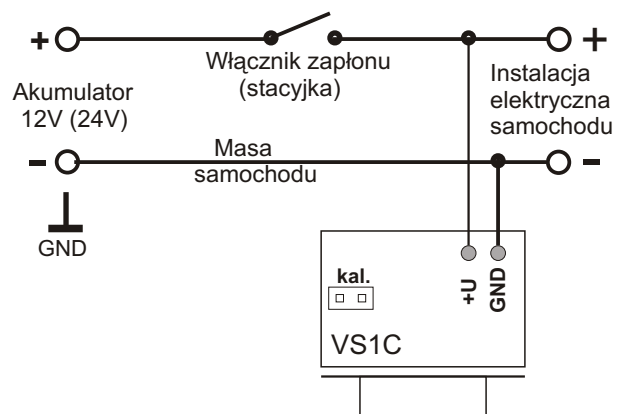 +
+
Włącznik zapłonu
(stacyjka)
Akumulator
12V (24V)
Instalacja
elektryczna
samochodu
-
Masa
samochodu
-
GND
kal.
+U
GND
VS1C